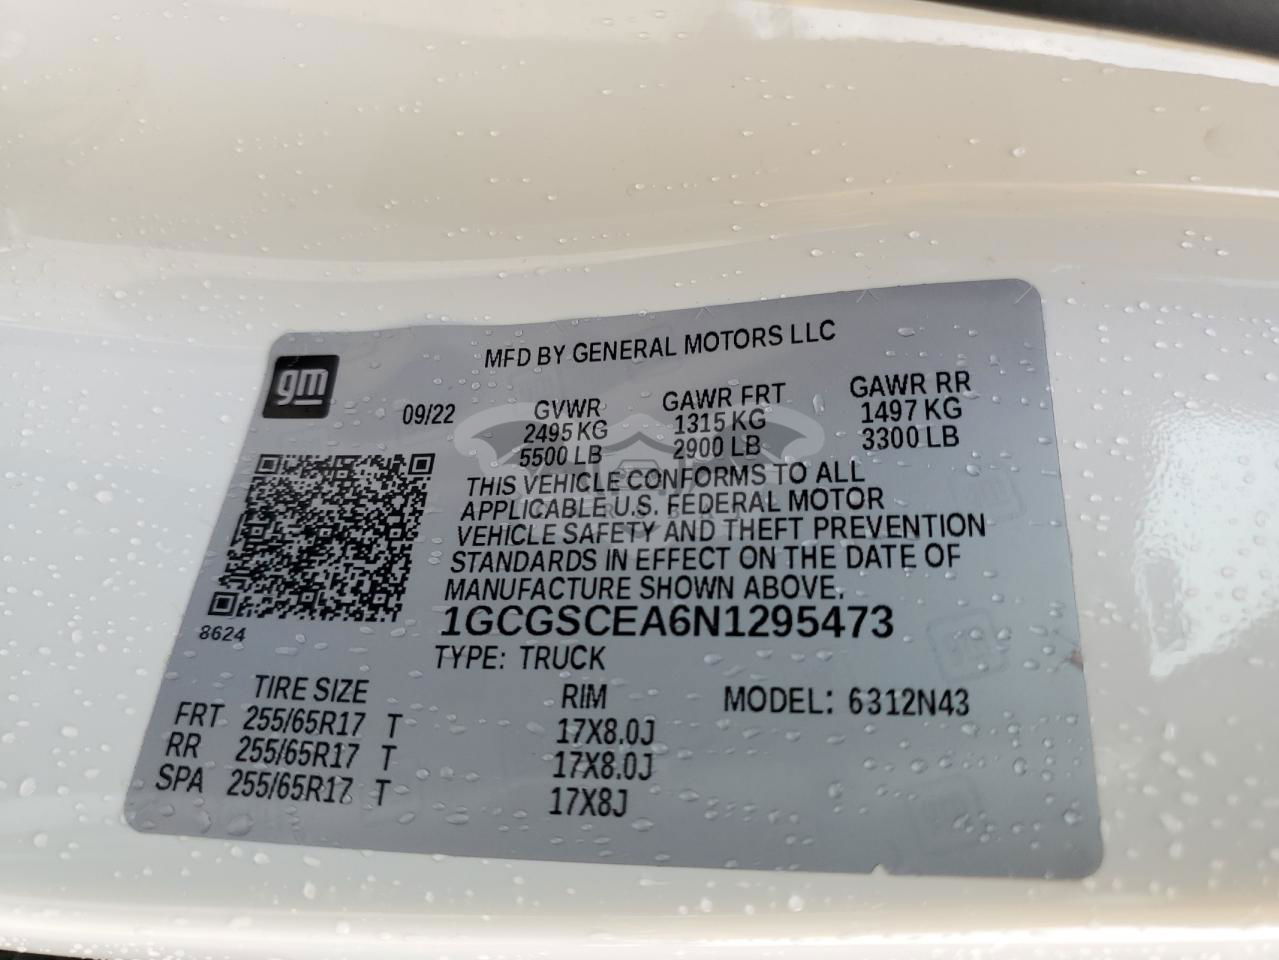 gm
MFD BY GENERAL MOTORS LLC
09/22 GVWR GAWR FRT GAWR RR
2495 KG 1315 KG 1497 KG
5500 LB 2900 LB 3300 LB
THIS VEHICLE CONFORMS TO ALL
APPLICABLE U.S. FEDERAL MOTOR
VEHICLE SAFETY AND THEFT PREVENTION
STANDARDS IN EFFECT ON THE DATE OF
MANUFACTURE SHOWN ABOVE.
8624
1GCGSCEA6N1295473
TYPE: TRUCK
TIRE SIZE RIM MODEL: 6312N43
FRT 255/65R17 T 17X8.0J
RR 255/65R17 T 17X8.0J
SPA 255/65R17 T 17X8J